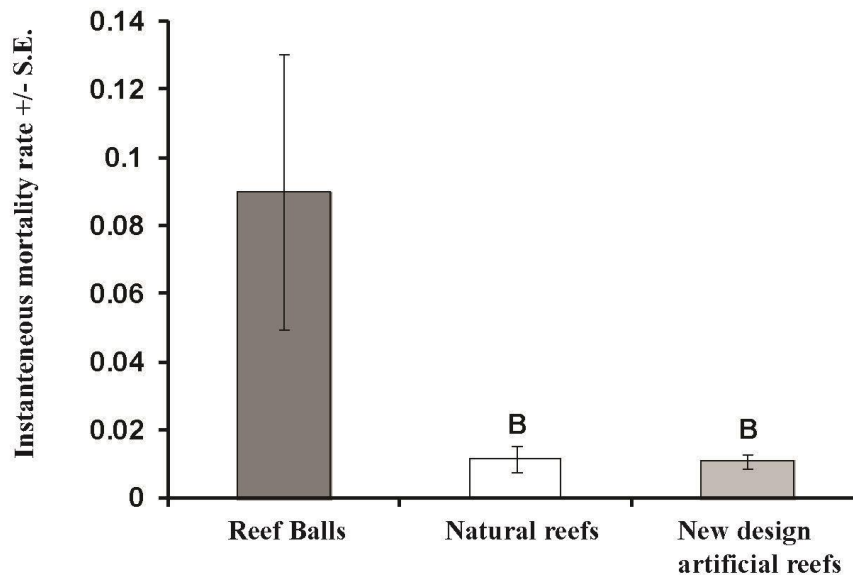 Instanteneous mortality rate +/- S.E.
0.14
0.12
0.1
0.08
0.06
0.04
0.02
0
B
B
Reef Balls
Natural reefs
New design
artificial reefs